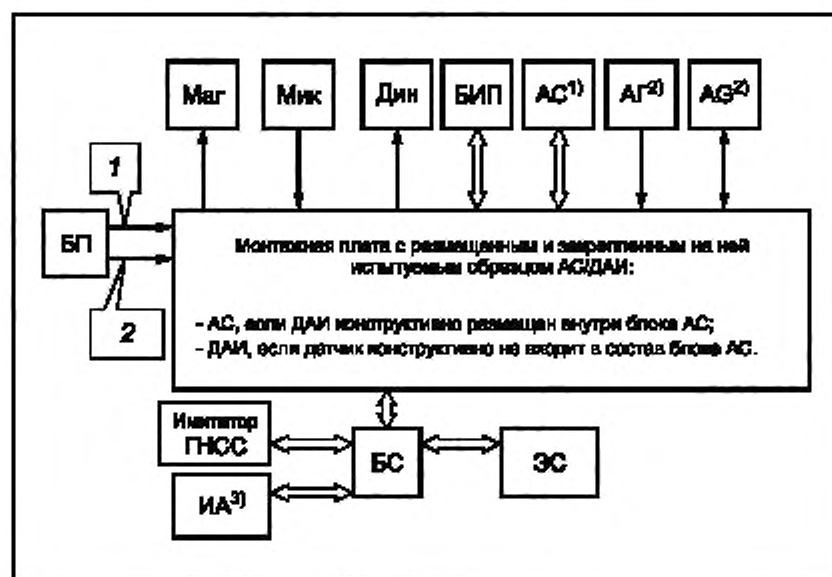 Маг Мик Дин БИП АС1) АГ2) АG2)
1
БП
Монтажная плата с размещенным и закрепленным на ней
испытуемым образцом АС/ДАИ:
- АС, если ДАИ конструктивно размещен внутри блока АС;
- ДАИ, если датчик конструктивно не входит в состав блока АС.
2
Имитатор
ГНСС
БС
ЭС
ИА3)